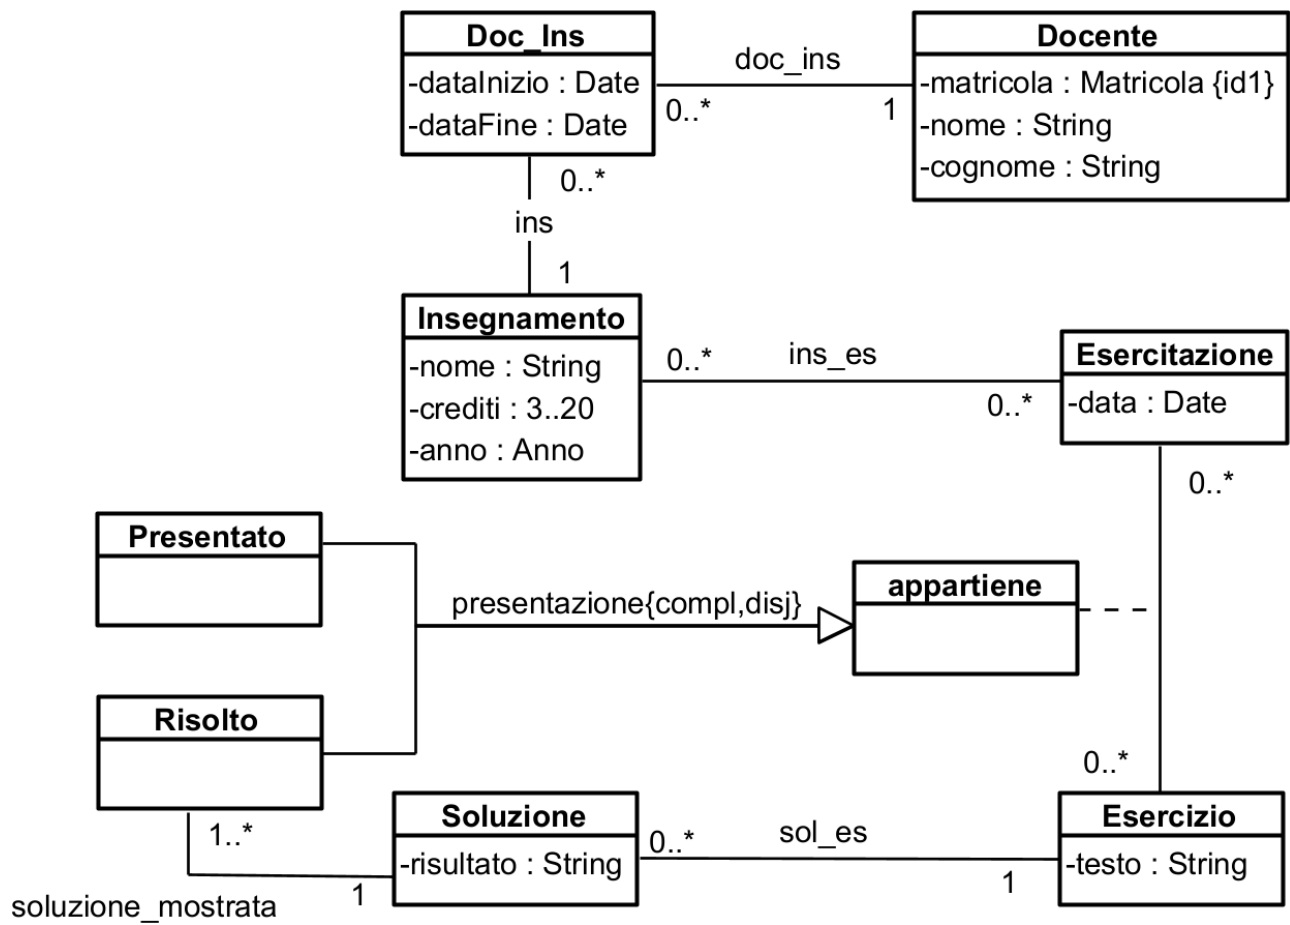 Doc_Ins
-dataInizio : Date
-dataFine : Date
doc_ins
0..*
1
Docente
-matricola : Matricola {id1}
-nome : String
-cognome : String
0..*
ins
1
Insegnamento
-nome : String
-crediti : 3..20
-anno : Anno
0..*
ins_es
0..*
Esercitazione
-data : Date
0..*
Presentato
presentazione{compl,disj}
appartiene
Risolto
0..*
1..*
soluzione_mostrata
1
Soluzione
-risultato : String
0..*
sol_es
1
Esercizio
-testo : String